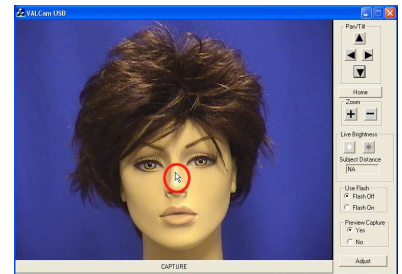 VALCam USB
Pan/Tilt
Home
Zoom
Live Brightness
Subject Distance
NA
Use Flash
Flash Off
Flash On
Preview Capture
Yes
No
Adjust
CAPTURE